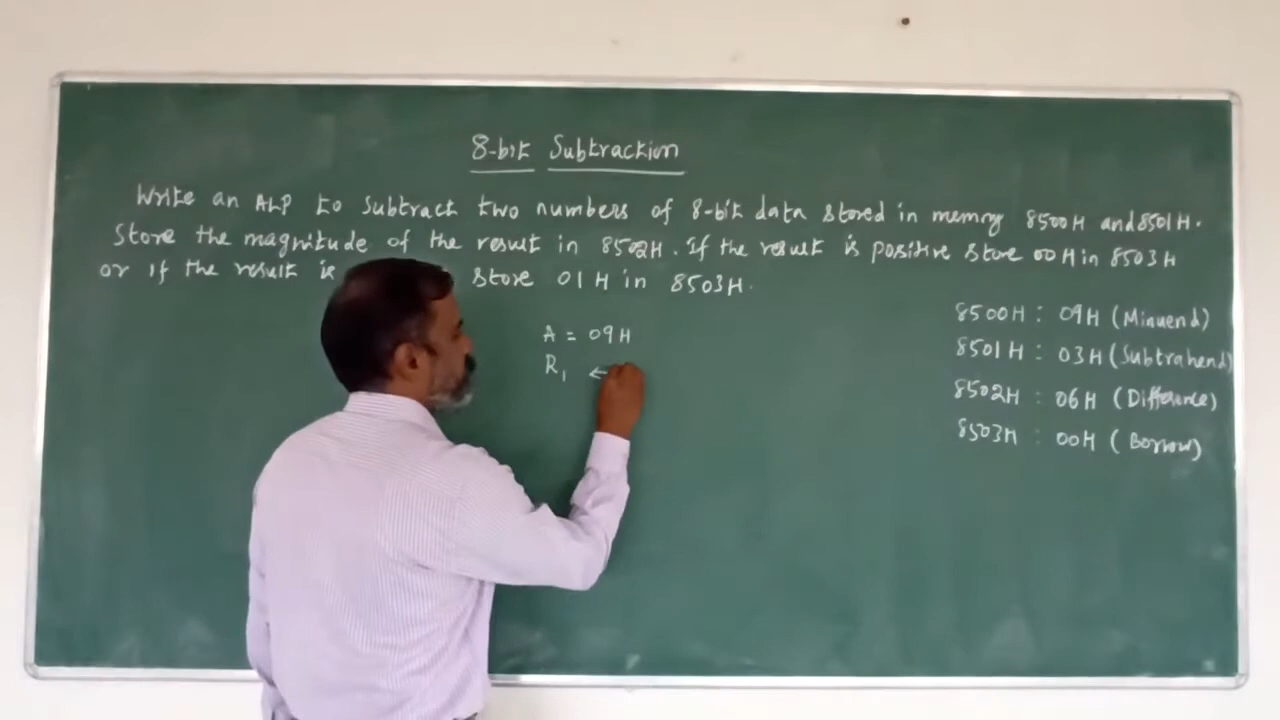 8-bit Subtraction
Write an ALP to subtract two numbers of 8-bit data stored in memory 8500H and 8501H.
Store the magnitude of the result in 8502H. If the result is positive store 00H in 8503H
or if the result is store 01H in 8503H.
A = 09H
R1 ←
8500H : 09H (Minuend)
8501H : 03H (Subtrahend)
8502H : 06H (Difference)
8503H : 00H (Borrow)